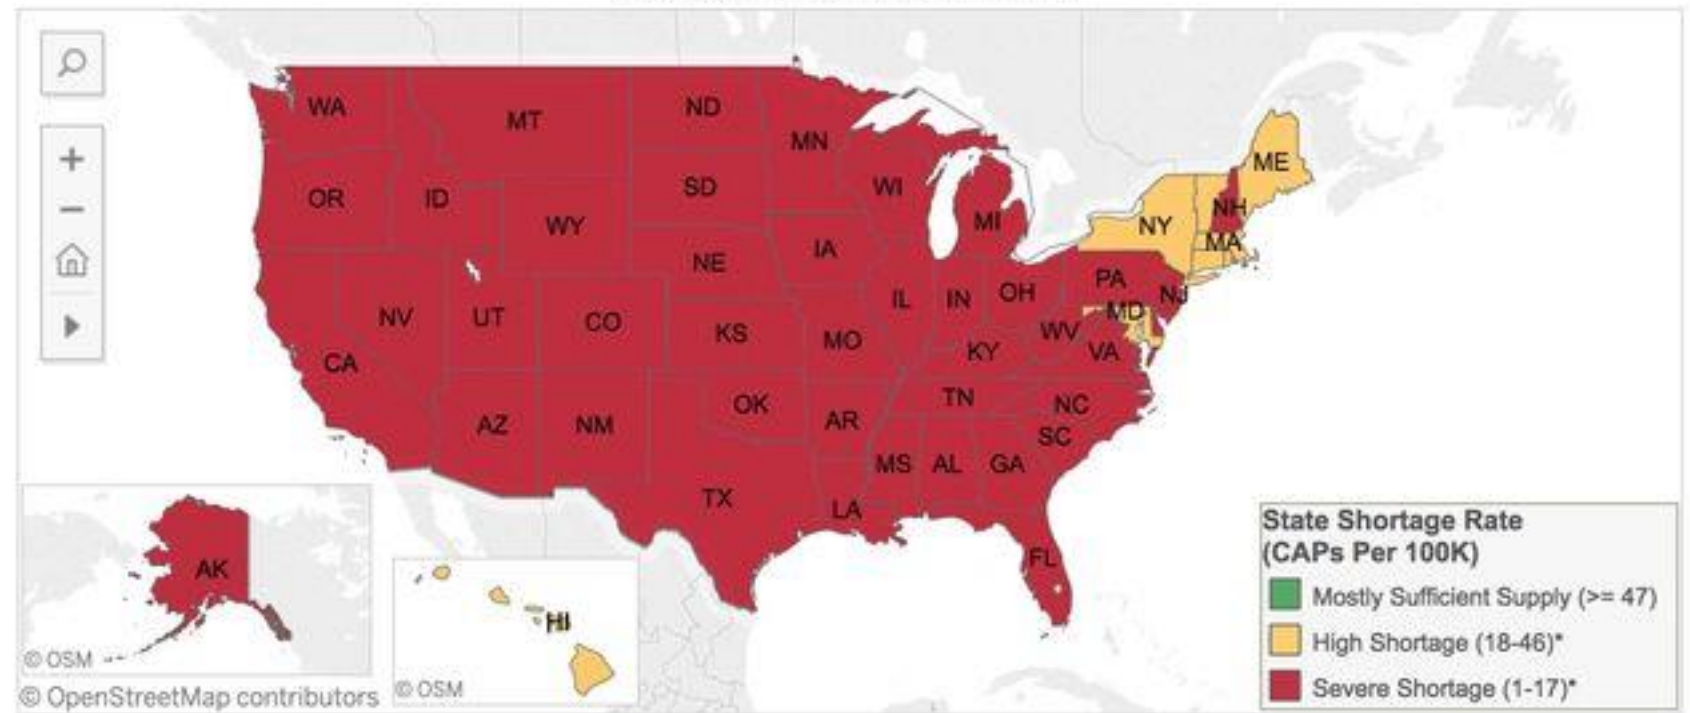 WA
MT
ND
MN
OR
ID
WY
SD
WI
MI
ME
NY
NH
MA
NE
IA
IL
IN
OH
PA
NJ
MD
NV
UT
CO
KS
MO
WV
KY
VA
CA
AZ
NM
OK
AR
TN
NC
SC
MS
AL
GA
TX
LA
FL
AK
© OSM
HI
© OSM
© OpenStreetMap contributors
State Shortage Rate
(CAPs Per 100K)
Mostly Sufficient Supply (>= 47)
High Shortage (18-46)*
Severe Shortage (1-17)*